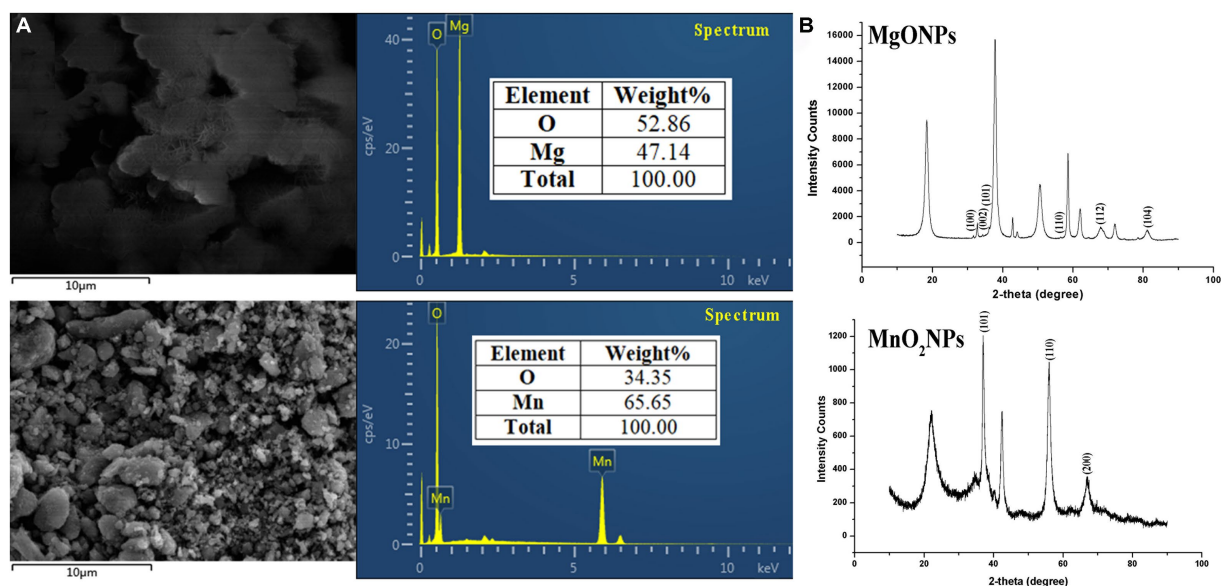 A
10µm
Spectrum
O
Mg
40
20
0
cps/eV
Element Weight%
O 52.86
Mg 47.14
Total 100.00
0 5 10 keV
B
MgONPs
16000
14000
12000
10000
8000
6000
4000
2000
0
Intensity Counts
(100)
(002)
(101)
(110)
(112)
(104)
0 20 40 60 80 100
2-theta (degree)
10µm
Spectrum
O
Mn
Mn
20
10
0
cps/eV
Element Weight%
O 34.35
Mn 65.65
Total 100.00
0 5 10 keV
MnO₂NPs
1200
1000
800
600
400
200
0
Intensity Counts
(101)
(110)
(200)
0 20 40 60 80 100
2-theta (degree)